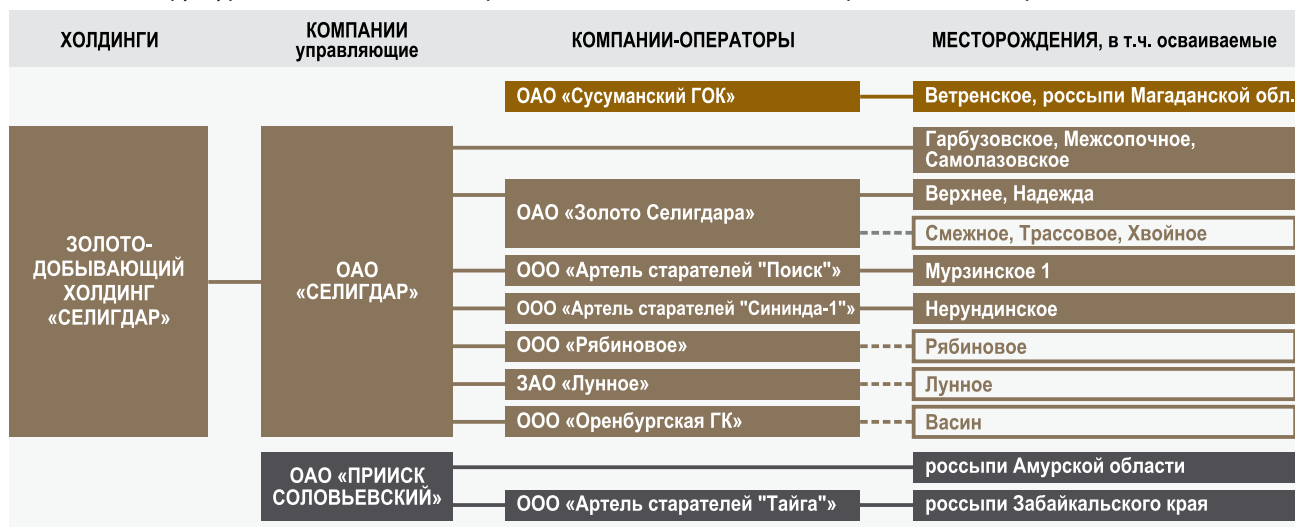 ХОЛДИНГИ
КОМПАНИИ
управляющие
КОМПАНИИ-ОПЕРАТОРЫ
МЕСТОРОЖДЕНИЯ, в т.ч. осваиваемые
ОАО «Сусуманский ГОК»
Ветренское, россыпи Магаданской обл.
ЗОЛОТО-
ДОБЫВАЮЩИЙ
ХОЛДИНГ
«СЕЛИГДАР»
ОАО
«СЕЛИГДАР»
Гарбузовское, Межсопочное,
Самолазовское
ОАО «Золото Селигдара»
Верхнее, Надежда
Смежное, Трассовое, Хвойное
ООО «Артель старателей "Поиск"»
Мурзинское 1
ООО «Артель старателей "Сининда-1"»
Нерундинское
ООО «Рябиновое»
Рябиновое
ЗАО «Лунное»
Лунное
ООО «Оренбургская ГК»
Васин
ОАО «ПРИИСК
СОЛОВЬЕВСКИЙ»
россыпи Амурской области
ООО «Артель старателей "Тайга"»
россыпи Забайкальского края